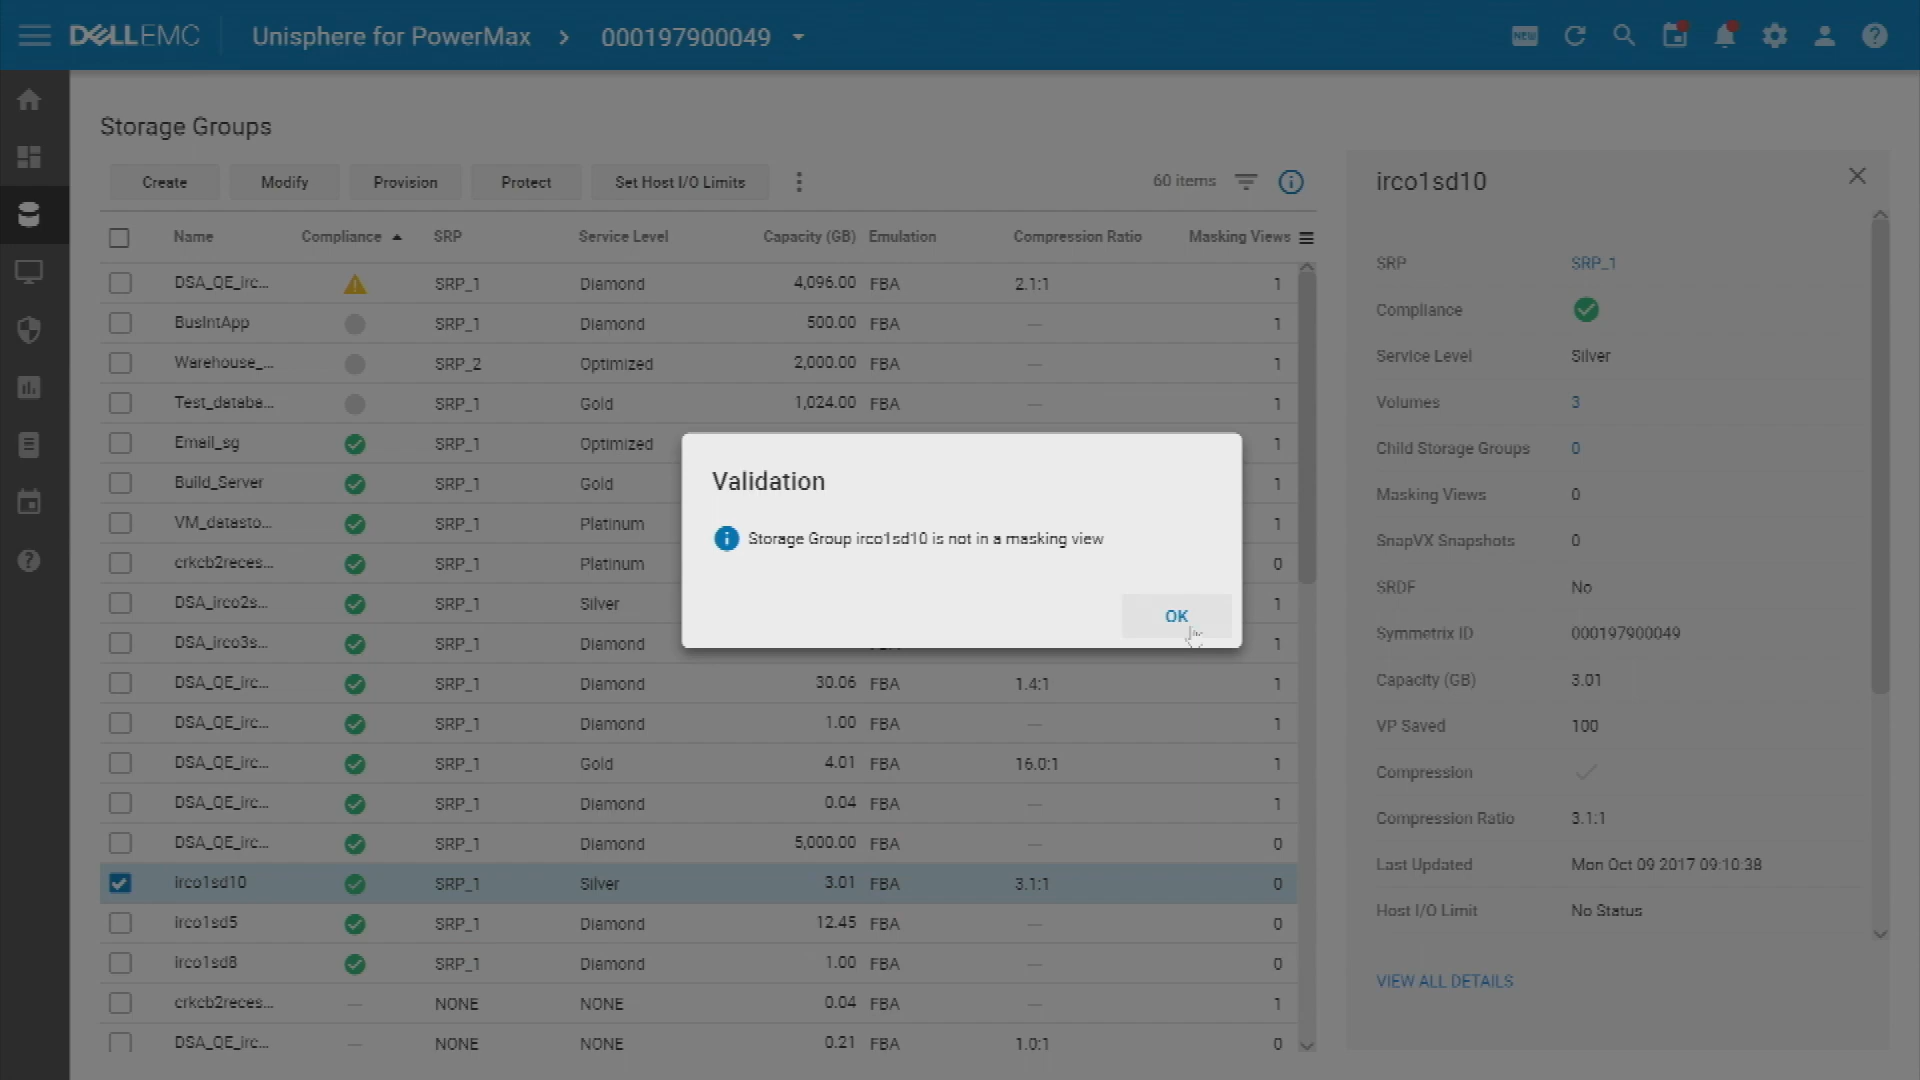 DELLEMC Unisphere for PowerMax > 000197900049 NEW
Storage Groups
Create Modify Provision Protect Set Host I/O Limits 60 items
Name Compliance SRP Service Level Capacity (GB) Emulation Compression Ratio Masking Views
DSA_QE_irc... SRP_1 Diamond 4,096.00 FBA 2.1:1 1
BusIntApp SRP_1 Diamond 500.00 FBA — 1
Warehouse_... SRP_2 Optimized 2,000.00 FBA — 1
Test_databa... SRP_1 Gold 1,024.00 FBA — 1
Email_sg SRP_1 Optimized 1
Build_Server SRP_1 Gold 1
VM_datasto... SRP_1 Platinum 1
crkcb2reces... SRP_1 Platinum 0
DSA_irco2s... SRP_1 Silver 1
DSA_irco3s... SRP_1 Diamond 1
DSA_QE_irc... SRP_1 Diamond 30.06 FBA 1.4:1 1
DSA_QE_irc... SRP_1 Diamond 1.00 FBA — 1
DSA_QE_irc... SRP_1 Gold 4.01 FBA 16.0:1 1
DSA_QE_irc... SRP_1 Diamond 0.04 FBA — 1
DSA_QE_irc... SRP_1 Diamond 5,000.00 FBA — 0
irco1sd10 SRP_1 Silver 3.01 FBA 3.1:1 0
irco1sd5 SRP_1 Diamond 12.45 FBA — 0
irco1sd8 SRP_1 Diamond 1.00 FBA — 0
crkcb2reces... — NONE NONE 0.04 FBA — 1
DSA_QE_irc... — NONE NONE 0.21 FBA 1.0:1 0
Validation
Storage Group irco1sd10 is not in a masking view
OK
irco1sd10
SRP SRP_1
Compliance
Service Level Silver
Volumes 3
Child Storage Groups 0
Masking Views 0
SnapVX Snapshots 0
SRDF No
Symmetrix ID 000197900049
Capacity (GB) 3.01
VP Saved 100
Compression
Compression Ratio 3.1:1
Last Updated Mon Oct 09 2017 09:10:38
Host I/O Limit No Status
VIEW ALL DETAILS